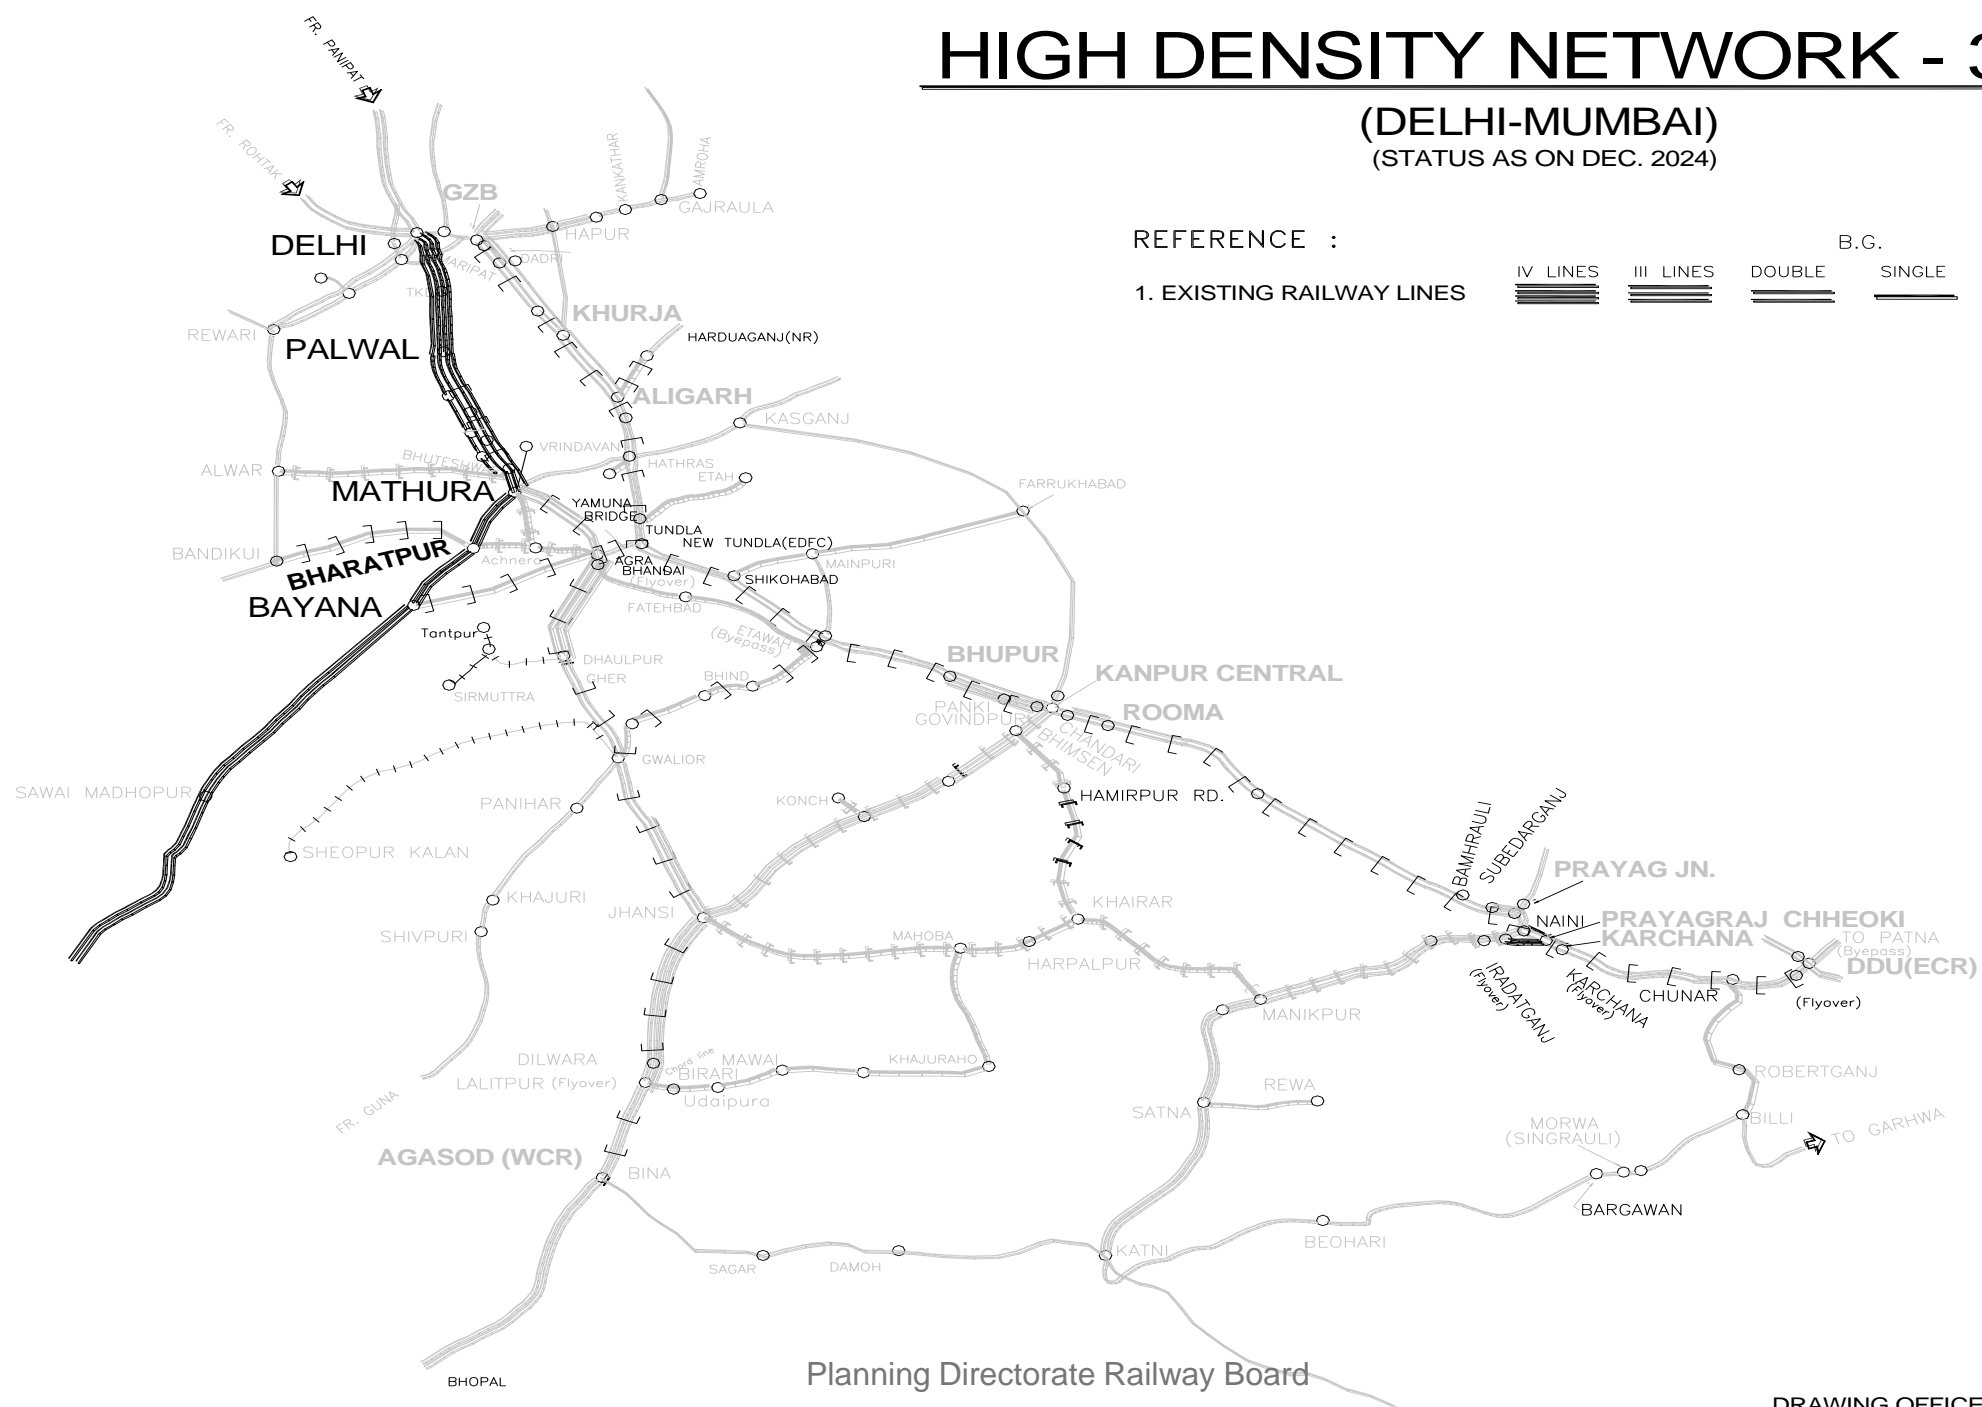 HIGH DENSITY NETWORK - 3
(DELHI-MUMBAI)
(STATUS AS ON DEC. 2024)
REFERENCE :
B.G.
IV LINES
III LINES
DOUBLE
SINGLE
1. EXISTING RAILWAY LINES
FR. PANIPAT
FR. ROHTAK
GZB
KANKATHAR
AMROHA
GAJRAULA
HAPUR
DELHI
MARIPAT
DADRI
KHURJA
REWARI
PALWAL
HARDUAGANJ(NR)
ALIGARH
KASGANJ
VRINDAVAN
ALWAR
HATHRAS
ETAH
MATHURA
FARRUKHABAD
YAMUNA
BRIDGE
TUNDLA
NEW TUNDLA(EDFC)
BANDIKUI
BHARATPUR
Achnera
AGRA
BHANDAI
(Flyover)
MAINPURI
SHIKOHABAD
BAYANA
FATEHBAD
Tantpur
ETAWAH
(Byepass)
DHAULPUR
GHER
SIRMUTTRA
BHIND
BHUPUR
KANPUR CENTRAL
PANKI
GOVINDPURI
ROOMA
CHANDARI
BHIMSEN
GWALIOR
SAWAI MADHOPUR
PANIHAR
KONCH
HAMIRPUR RD.
SHEOPUR KALAN
BAMHRAULI
SUBEDARGANJ
PRAYAG JN.
KHAJURI
JHANSI
KHAIRAR
NAINI
PRAYAGRAJ CHHEOKI
KARCHANA
SHIVPURI
MAHOBA
HARPALPUR
TO PATNA
(Byepass)
DDU(ECR)
IRADATGANJ
(Flyover)
KARCHANA
(Flyover)
CHUNAR
(Flyover)
MANIKPUR
DILWARA
Chord line
MAWAI
BIRARI
KHAJURAHO
LALITPUR (Flyover)
Udaipura
REWA
ROBERTGANJ
SATNA
FR. GUNA
MORWA
(SINGRAULI)
BILLI
TO GARHWA
AGASOD (WCR)
BINA
BARGAWAN
BEOHARI
KATNI
SAGAR
DAMOH
BHOPAL
Planning Directorate Railway Board
DRAWING OFFICE